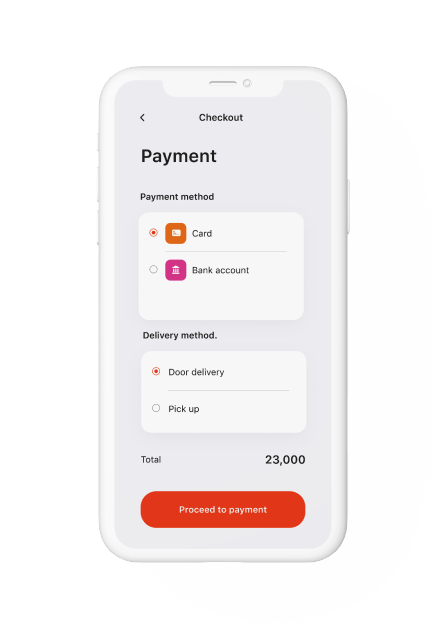 Checkout
Payment
Payment method
Card
Bank account
Delivery method.
Door delivery
Pick up
Total 23,000
Proceed to payment